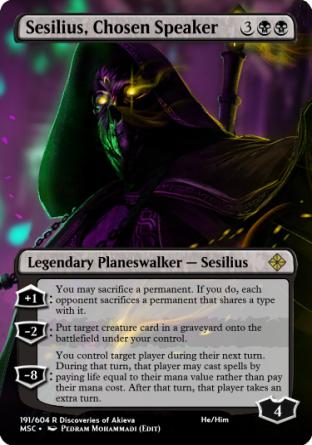 Sesilius, Chosen Speaker 3
Legendary Planeswalker — Sesilius
+1
You may sacrifice a permanent. If you do, each
opponent sacrifices a permanent that shares a type
with it.
-2
Put target creature card in a graveyard onto the
battlefield under your control.
-8
You control target player during their next turn.
During that turn, that player may cast spells by
paying life equal to their mana value rather than pay
their mana cost. After that turn, that player takes an
extra turn.
4
191/604 R Discoveries of Akieva He/Him
MSC • Pedram Mohammadi (Edit)